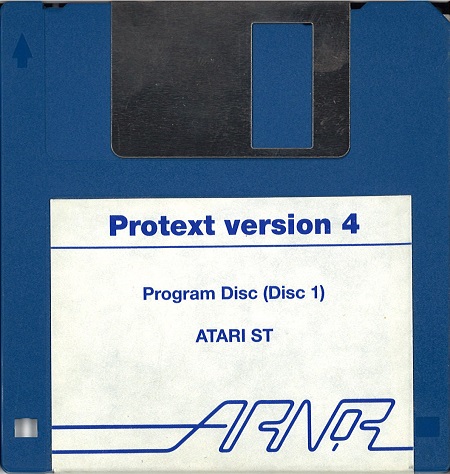 Protext version 4
Program Disc (Disc 1)
ATARI ST
ARNOR